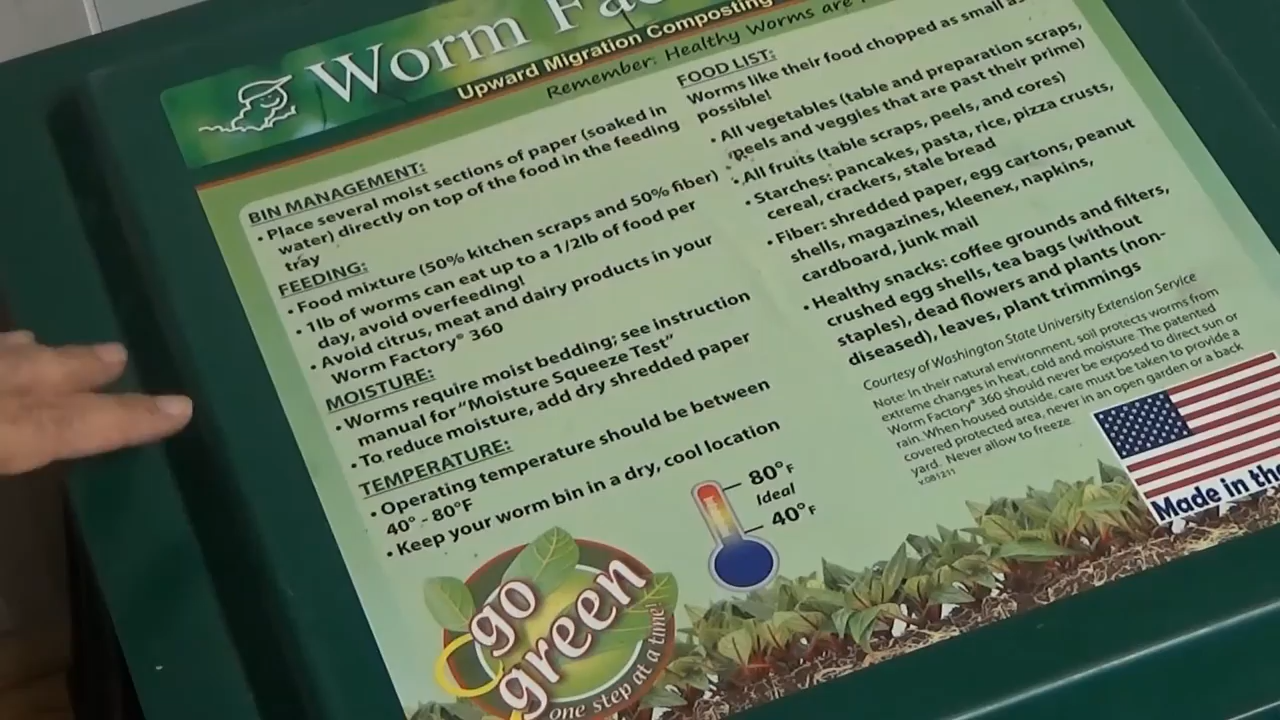 Worm
Upward Migration Composting
Remember: Healthy Worms are
BIN MANAGEMENT:
• Place several moist sections of paper (soaked in
water) directly on top of the food in the feeding
tray
FEEDING:
• Food mixture (50% kitchen scraps and 50% fiber)
• 1lb of worms can eat up to a 1/2lb of food per
day, avoid overfeeding!
• Avoid citrus, meat and dairy products in your
Worm Factory® 360
MOISTURE:
• Worms require moist bedding; see instruction
manual for "Moisture Squeeze Test"
• To reduce moisture, add dry shredded paper
TEMPERATURE:
• Operating temperature should be between
40° - 80°F
• Keep your worm bin in a dry, cool location
FOOD LIST:
Worms like their food chopped as small as
possible!
• All vegetables (table and preparation scraps,
peels and veggies that are past their prime)
• All fruits (table scraps, peels, and cores)
• Starches: pancakes, pasta, rice, pizza crusts,
cereal, crackers, stale bread
• Fiber: shredded paper, egg cartons, peanut
shells, magazines, kleenex, napkins,
cardboard, junk mail
• Healthy snacks: coffee grounds and filters,
crushed egg shells, tea bags (without
staples), dead flowers and plants (non-
diseased), leaves, plant trimmings
Courtesy of Washington State University Extension Service
Note: In their natural environment, soil protects worms from
extreme changes in heat, cold and moisture. The patented
Worm Factory® 360 should never be exposed to direct sun or
rain. When housed outside, care must be taken to provide a
covered protected area, never in an open garden or a back
yard. Never allow to freeze.
v.081211
80°F
Ideal
40°F
go
green
one step at a time!
Made in the